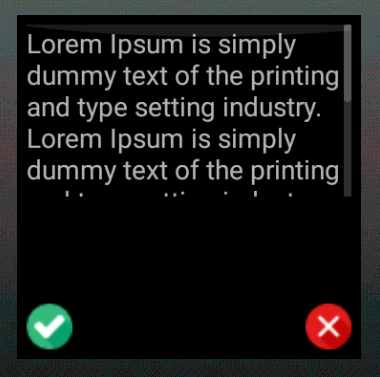 Lorem Ipsum is simply
dummy text of the printing
and type setting industry.
Lorem Ipsum is simply
dummy text of the printing